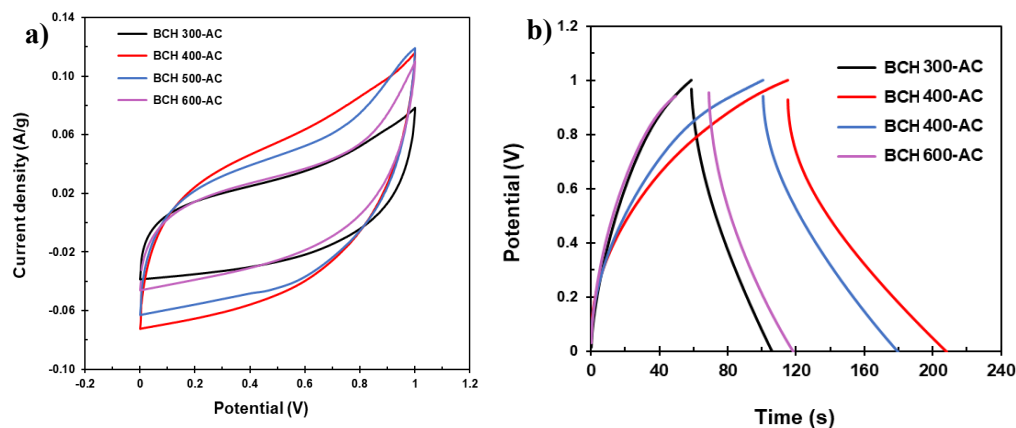 a)
Current density (A/g)
0.14
0.10
0.06
0.02
-0.02
-0.06
-0.10
BCH 300-AC
BCH 400-AC
BCH 500-AC
BCH 600-AC
-0.2 0 0.2 0.4 0.6 0.8 1 1.2
Potential (V)
b)
Potential (V)
1.2
1
0.8
0.6
0.4
0.2
0
BCH 300-AC
BCH 400-AC
BCH 400-AC
BCH 600-AC
0 40 80 120 160 200 240
Time (s)